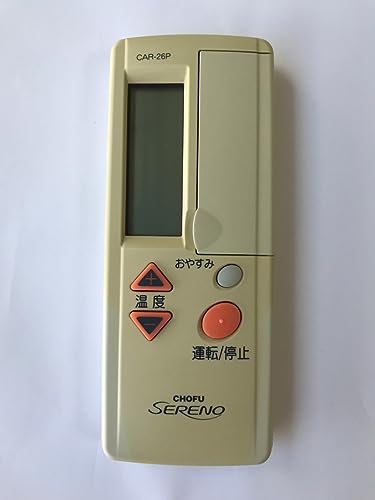 CAR-26P
おやすみ
+
温度
−
運転/停止
CHOFU
SERENO